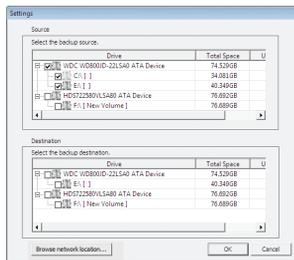 Settings
Source
Select the backup source.
Drive Total Space U
WDC WD800JD-22LSA0 ATA Device 74.529GB
C:\ [ ] 34.081GB
E:\ [ ] 40.349GB
HDS722580VLSA80 ATA Device 76.692GB
F:\ [ New Volume ] 76.689GB
Destination
Select the backup destination.
Drive Total Space U
WDC WD800JD-22LSA0 ATA Device 74.529GB
E:\ [ ] 40.349GB
HDS722580VLSA80 ATA Device 76.692GB
F:\ [ New Volume ] 76.689GB
Browse network location... OK Cancel